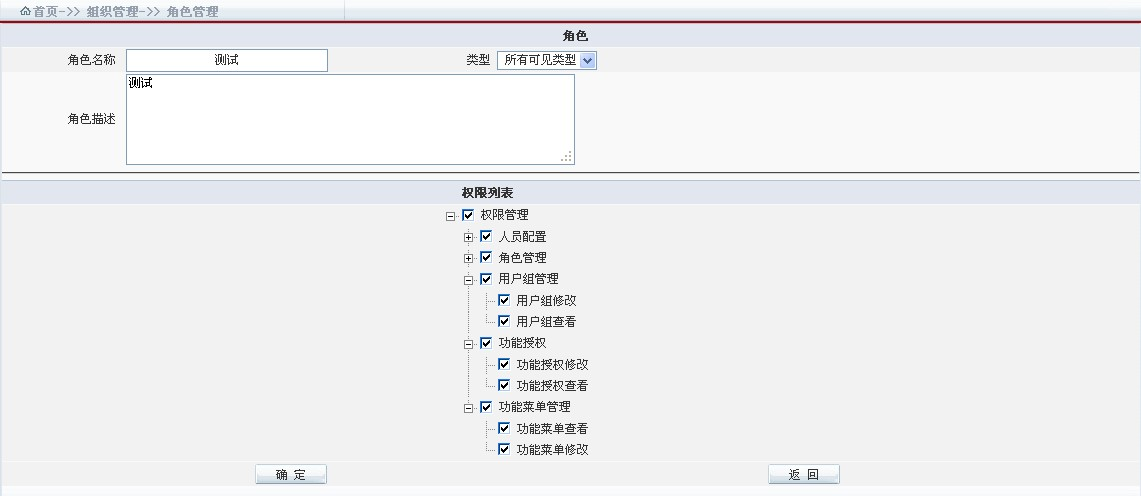 首页->> 组织管理->> 角色管理
角色
角色名称 测试 类型 所有可见类型
角色描述 测试
权限列表
权限管理
人员配置
角色管理
用户组管理
用户组修改
用户组查看
功能授权
功能授权修改
功能授权查看
功能菜单管理
功能菜单查看
功能菜单修改
确 定 返 回